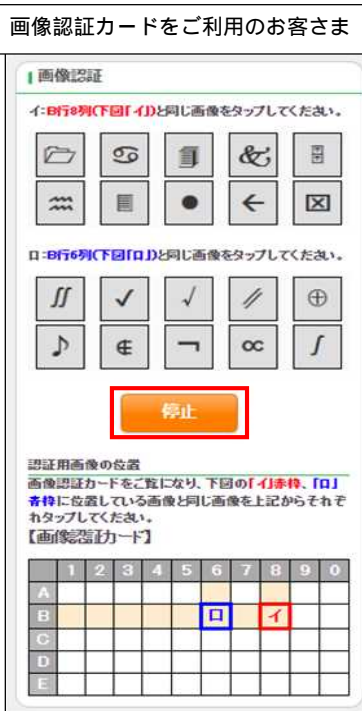 画像認証カードをご利用のお客さま
画像認証
イ:B行8列(下図「イ」)と同じ画像をタップしてください。
ロ:B行6列(下図「ロ」)と同じ画像をタップしてください。
停止
認証用画像の位置
画像認証カードをご覧になり、下図の「イ」赤枠、「ロ」
青枠に位置している画像と同じ画像を上記からそれぞ
れタップしてください。
【画像認証カード】
1 2 3 4 5 6 7 8 9 0
A
B ロ イ
C
D
E